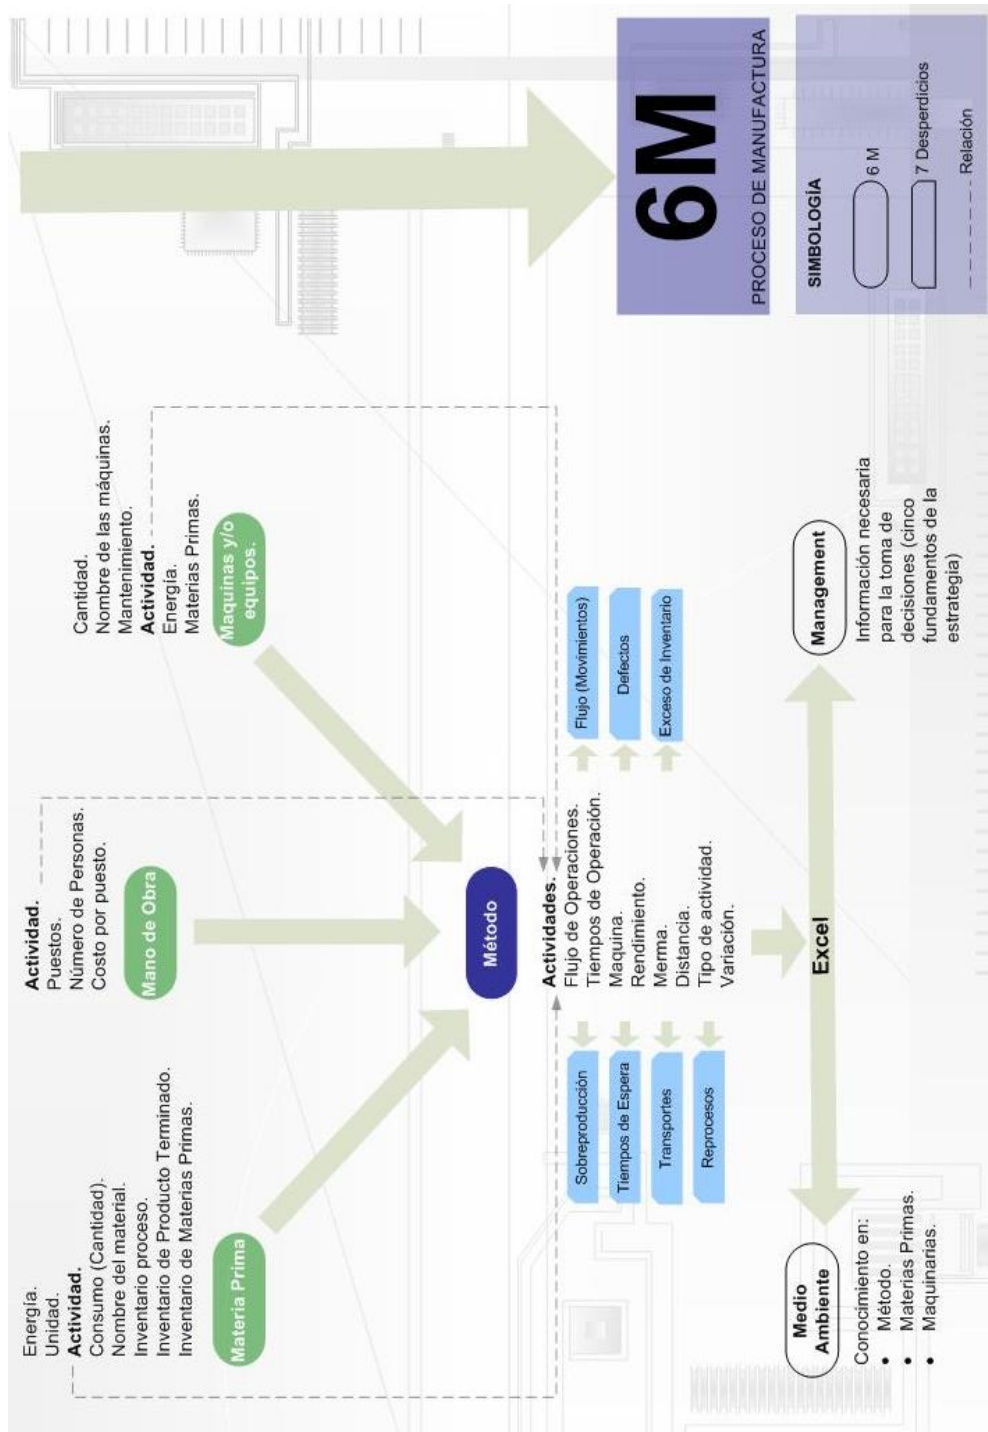 Energía.
Unidad.
Actividad.
Consumo (Cantidad).
Nombre del material.
Inventario proceso.
Inventario de Producto Terminado.
Inventario de Materias Primas.
Materia Prima
Actividad.
Puestos.
Número de Personas.
Costo por puesto.
Mano de Obra
Cantidad.
Nombre de las máquinas.
Mantenimiento.
Actividad.
Energía.
Materias Primas.
Maquinas y/o
equipos.
Método
Actividades.
Flujo de Operaciones.
Tiempos de Operación.
Maquina.
Rendimiento.
Merma.
Distancia.
Tipo de actividad.
Variación.
Sobreproducción
Tiempos de Espera
Transportes
Reprocesos
Flujo (Movimientos)
Defectos
Exceso de Inventario
Excel
Medio
Ambiente
Conocimiento en:
• Método.
• Materias Primas.
• Maquinarias.
Management
Información necesaria
para la toma de
decisiones (cinco
fundamentos de la
estrategia)
6M
PROCESO DE MANUFACTURA
SIMBOLOGÍA
6 M
7 Desperdicios
Relación